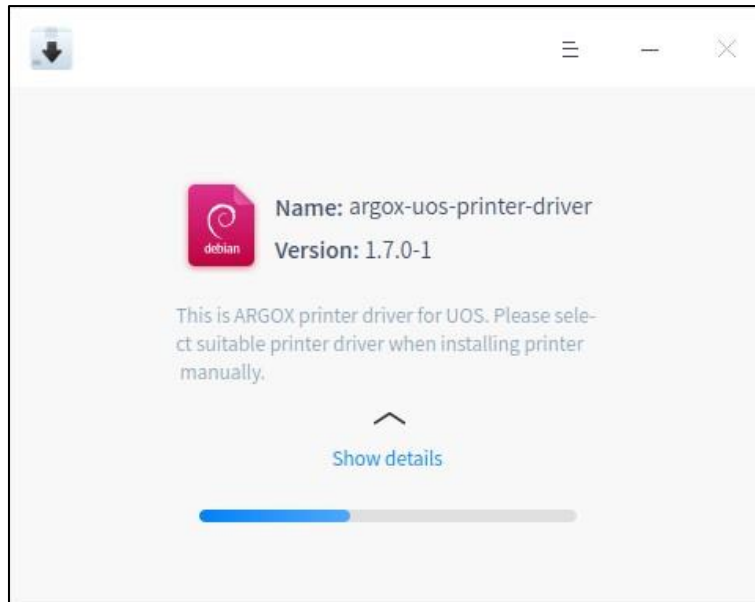 debian
Name: argox-uos-printer-driver
Version: 1.7.0-1
This is ARGOX printer driver for UOS. Please sele-
ct suitable printer driver when installing printer
manually.
Show details